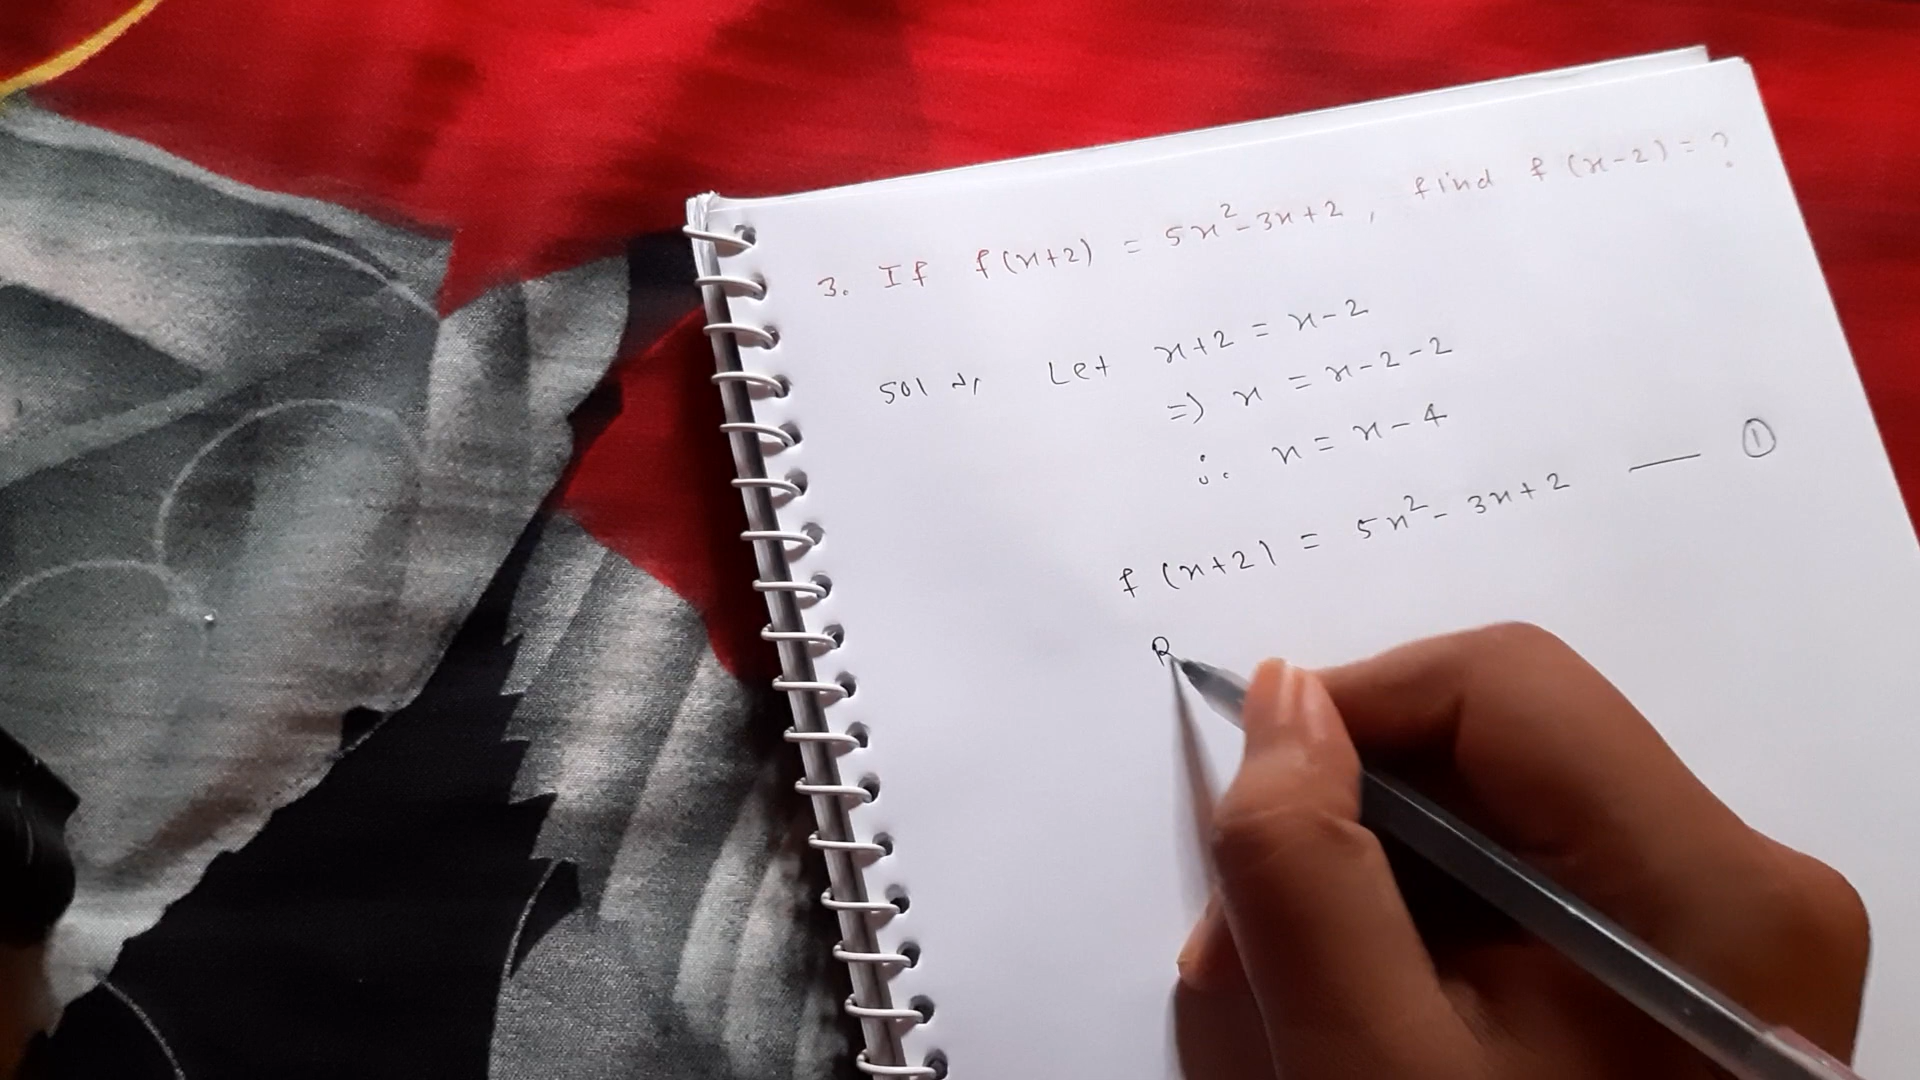 3. If f(x+2) = 5x²-3x+2, find f(x-2) = ?
Soln, Let x+2 = x-2
=) x = x-2-2
∴ x = x-4
f(x+2) = 5x²-3x+2 — ①
R